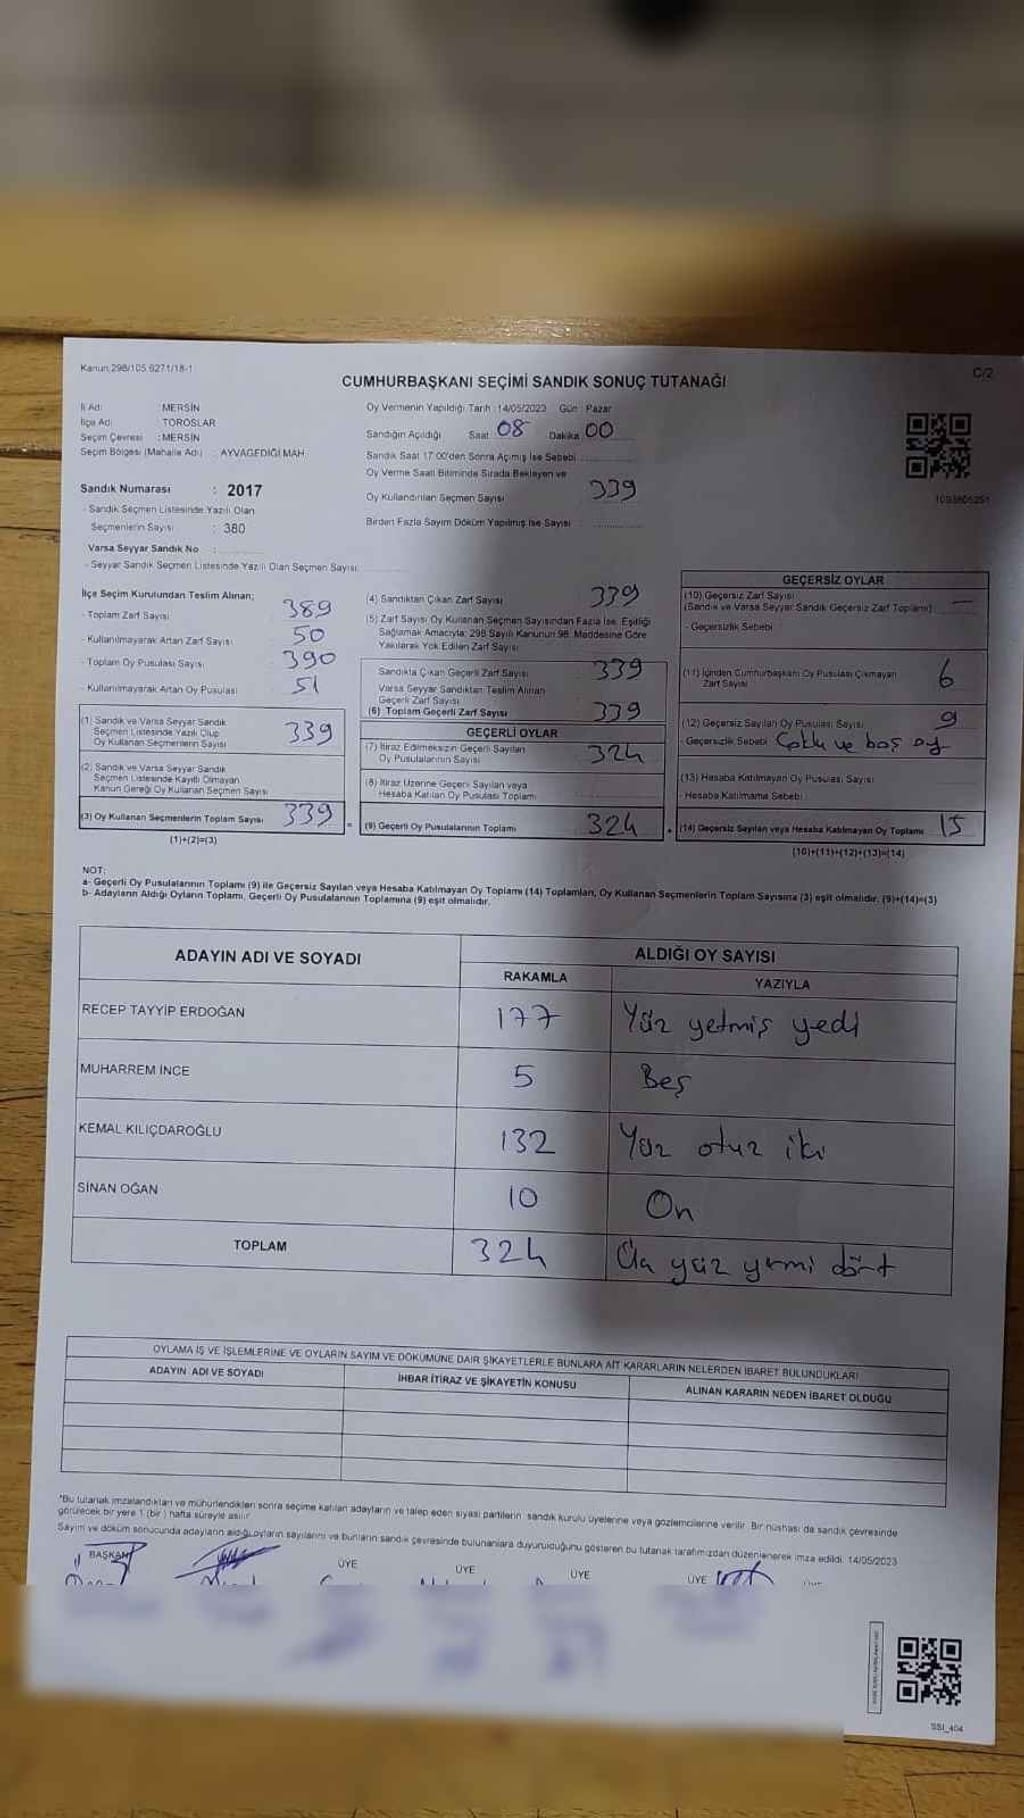 Kanun 298/105 6271/18-1
C/2
CUMHURBAŞKANI SEÇİMİ SANDIK SONUÇ TUTANAĞI
İl Adı : MERSİN
İlçe Adı : TOROSLAR
Seçim Çevresi : MERSİN
Seçim Bölgesi (Mahalle Adı) : AYVAGEDİĞİ MAH.
Sandık Numarası : 2017
- Sandık Seçmen Listesinde Yazılı Olan
Seçmenlerin Sayısı : 380
Varsa Seyyar Sandık No :
- Seyyar Sandık Seçmen Listesinde Yazılı Olan Seçmen Sayısı:
Oy Vermenin Yapıldığı Tarih : 14/05/2023 Gün : Pazar
Sandığın Açıldığı Saat 08 Dakika 00
Sandık Saat 17:00'den Sonra Açılmış İse Sebebi
Oy Verme Saati Bitiminde Sırada Bekleyen ve
Oy Kullandırılan Seçmen Sayısı 339
Birden Fazla Sayım Döküm Yapılmış İse Sayısı :
1093805251
İlçe Seçim Kurulundan Teslim Alınan;
- Toplam Zarf Sayısı 389
- Kullanılmayarak Artan Zarf Sayısı 50
- Toplam Oy Pusulası Sayısı 390
- Kullanılmayarak Artan Oy Pusulası 51
(1) Sandık ve Varsa Seyyar Sandık
Seçmen Listesinde Yazılı Olup
Oy Kullanan Seçmenlerin Sayısı 339
(2) Sandık ve Varsa Seyyar Sandık
Seçmen Listesinde Kayıtlı Olmayan
Kanun Gereği Oy Kullanan Seçmen Sayısı
(3) Oy Kullanan Seçmenlerin Toplam Sayısı 339 =
(1)+(2)=(3)
(4) Sandıktan Çıkan Zarf Sayısı 339
(5) Zarf Sayısı Oy Kullanan Seçmen Sayısından Fazla İse, Eşitliği
Sağlamak Amacıyla; 298 Sayılı Kanunun 98. Maddesine Göre
Yakılarak Yok Edilen Zarf Sayısı
Sandıkta Çıkan Geçerli Zarf Sayısı 339
Varsa Seyyar Sandıktan Teslim Alınan
Geçerli Zarf Sayısı
(6) Toplam Geçerli Zarf Sayısı 339
GEÇERLİ OYLAR
(7) İtiraz Edilmeksizin Geçerli Sayılan
Oy Pusulalarının Sayısı 324
(8) İtiraz Üzerine Geçerli Sayılan veya
Hesaba Katılan Oy Pusulası Toplamı
(9) Geçerli Oy Pusulalarının Toplamı 324 +
GEÇERSİZ OYLAR
(10) Geçersiz Zarf Sayısı
(Sandık ve Varsa Seyyar Sandık Geçersiz Zarf Toplamı) —
- Geçersizlik Sebebi
(11) İçinden Cumhurbaşkanı Oy Pusulası Çıkmayan
Zarf Sayısı 6
(12) Geçersiz Sayılan Oy Pusulası Sayısı 9
- Geçersizlik Sebebi Çoklu ve boş oy
(13) Hesaba Katılmayan Oy Pusulası Sayısı
- Hesaba Katılmama Sebebi
(14) Geçersiz Sayılan veya Hesaba Katılmayan Oy Toplamı 15
(10)+(11)+(12)+(13)=(14)
NOT:
a- Geçerli Oy Pusulalarının Toplamı (9) ile Geçersiz Sayılan veya Hesaba Katılmayan Oy Toplamı (14) Toplamları, Oy Kullanan Seçmenlerin Toplam Sayısına (3) eşit olmalıdır. (9)+(14)=(3)
b- Adayların Aldığı Oyların Toplamı, Geçerli Oy Pusulalarının Toplamına (9) eşit olmalıdır.
ADAYIN ADI VE SOYADI
ALDIĞI OY SAYISI
RAKAMLA YAZIYLA
RECEP TAYYİP ERDOĞAN 177 Yüz yetmiş yedi
MUHARREM İNCE 5 Beş
KEMAL KILIÇDAROĞLU 132 Yüz otuz iki
SİNAN OĞAN 10 On
TOPLAM 324 Üç yüz yirmi dört
OYLAMA İŞ VE İŞLEMLERİNE VE OYLARIN SAYIM VE DÖKÜMÜNE DAİR ŞİKAYETLERLE BUNLARA AİT KARARLARIN NELERDEN İBARET BULUNDUKLARI
ADAYIN ADI VE SOYADI İHBAR İTİRAZ VE ŞİKAYETİN KONUSU ALINAN KARARIN NEDEN İBARET OLDUĞU
*Bu tutanak imzalandıktan ve mühürlendikten sonra seçime katılan adayların ve talep eden siyasi partilerin sandık kurulu üyelerine veya gözlemcilerine verilir. Bir nüshası da sandık çevresinde
görülecek bir yere 1 (bir) hafta süreyle asılır.
Sayım ve döküm sonucunda adayların aldığı oyların sayılarını ve bunların sandık çevresinde bulunanlara duyurulduğunu gösteren bu tutanak tarafımızdan düzenlenerek imza edildi. 14/05/2023
BAŞKAN ÜYE ÜYE ÜYE ÜYE
SSI_404